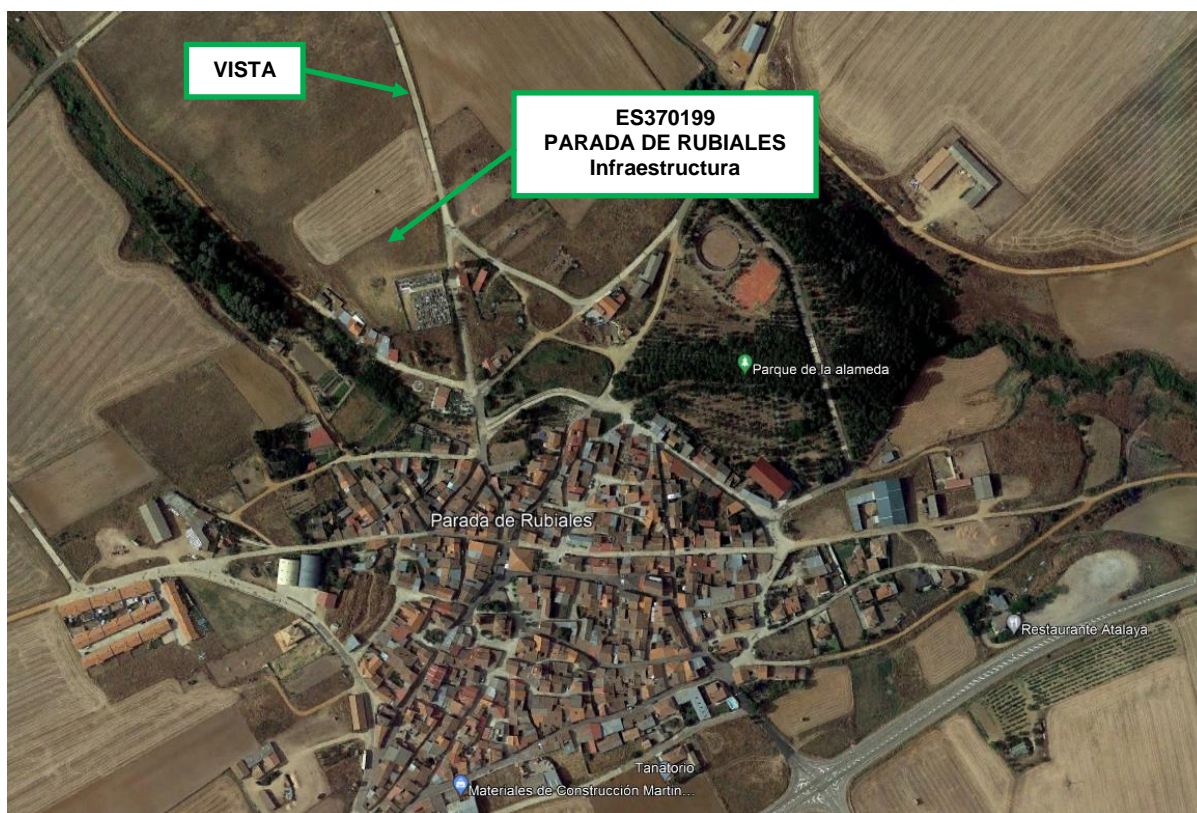 VISTA
ES370199
PARADA DE RUBIALES
Infraestructura
Parque de la alameda
Parada de Rubiales
Restaurante Atalaya
Tanatorio
Materiales de Construcción Martin...